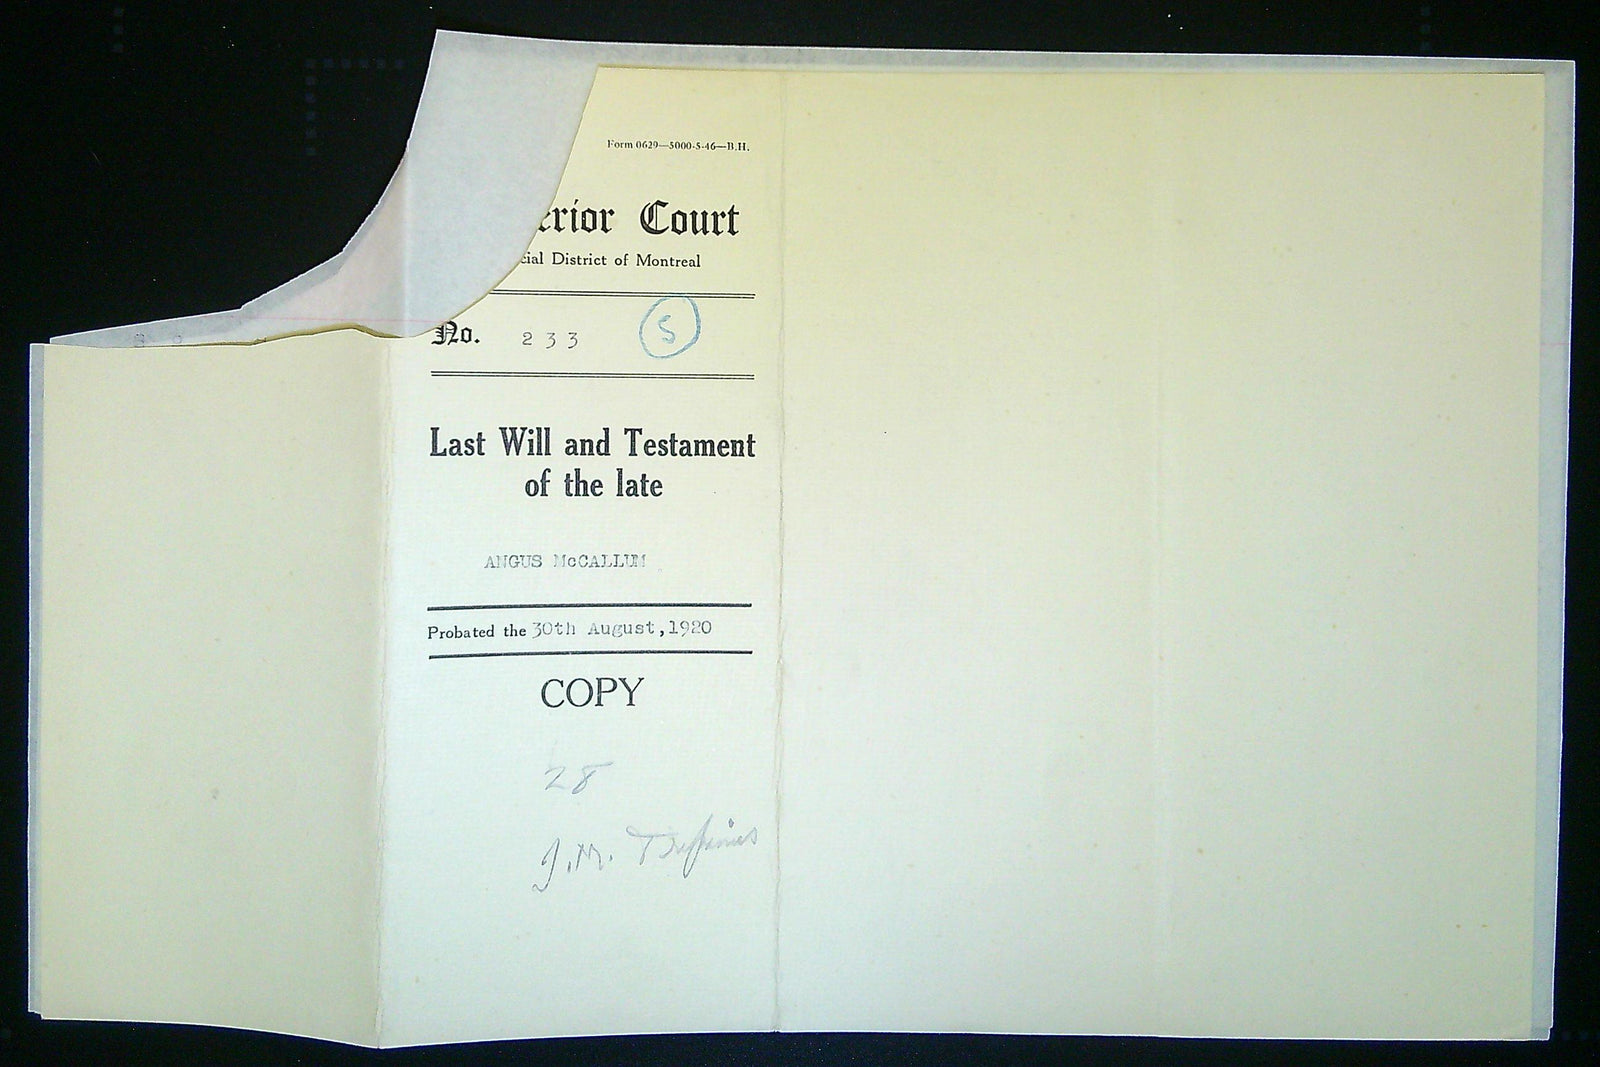 Form 0629—5000-5-46—B.H.
erior Court
cial District of Montreal
No. 233 S
Last Will and Testament
of the late
ANGUS McCALLUM
Probated the 30th August, 1920
COPY
28
J.M.